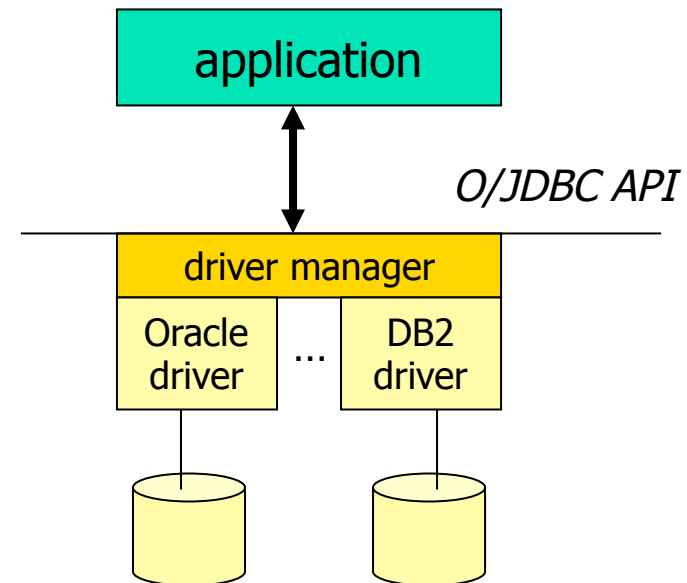 application
O/JDBC API
driver manager
Oracle
driver
...
DB2
driver